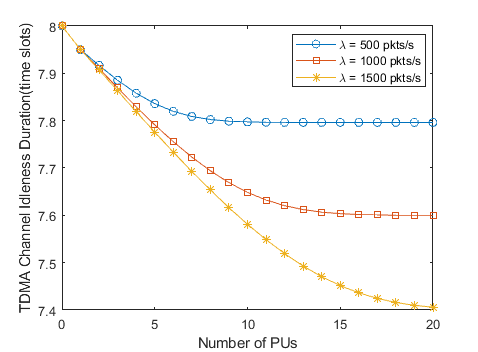 TDMA Channel Idleness Duration(time slots)
8
7.9
7.8
7.7
7.6
7.5
7.4
0
5
10
15
20
Number of PUs
λ = 500 pkts/s
λ = 1000 pkts/s
λ = 1500 pkts/s